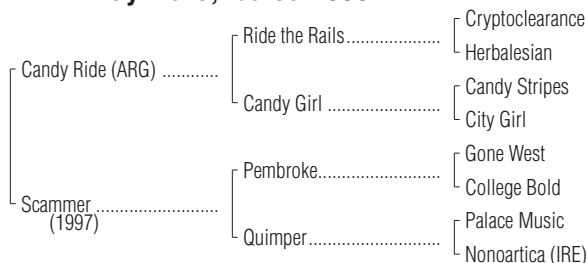 Cryptoclearance
Ride the Rails
Herbalesian
Candy Ride (ARG)
Candy Stripes
Candy Girl
City Girl
Gone West
Pembroke
College Bold
Scammer
(1997)
Palace Music
Quimper
Nonoartica (IRE)